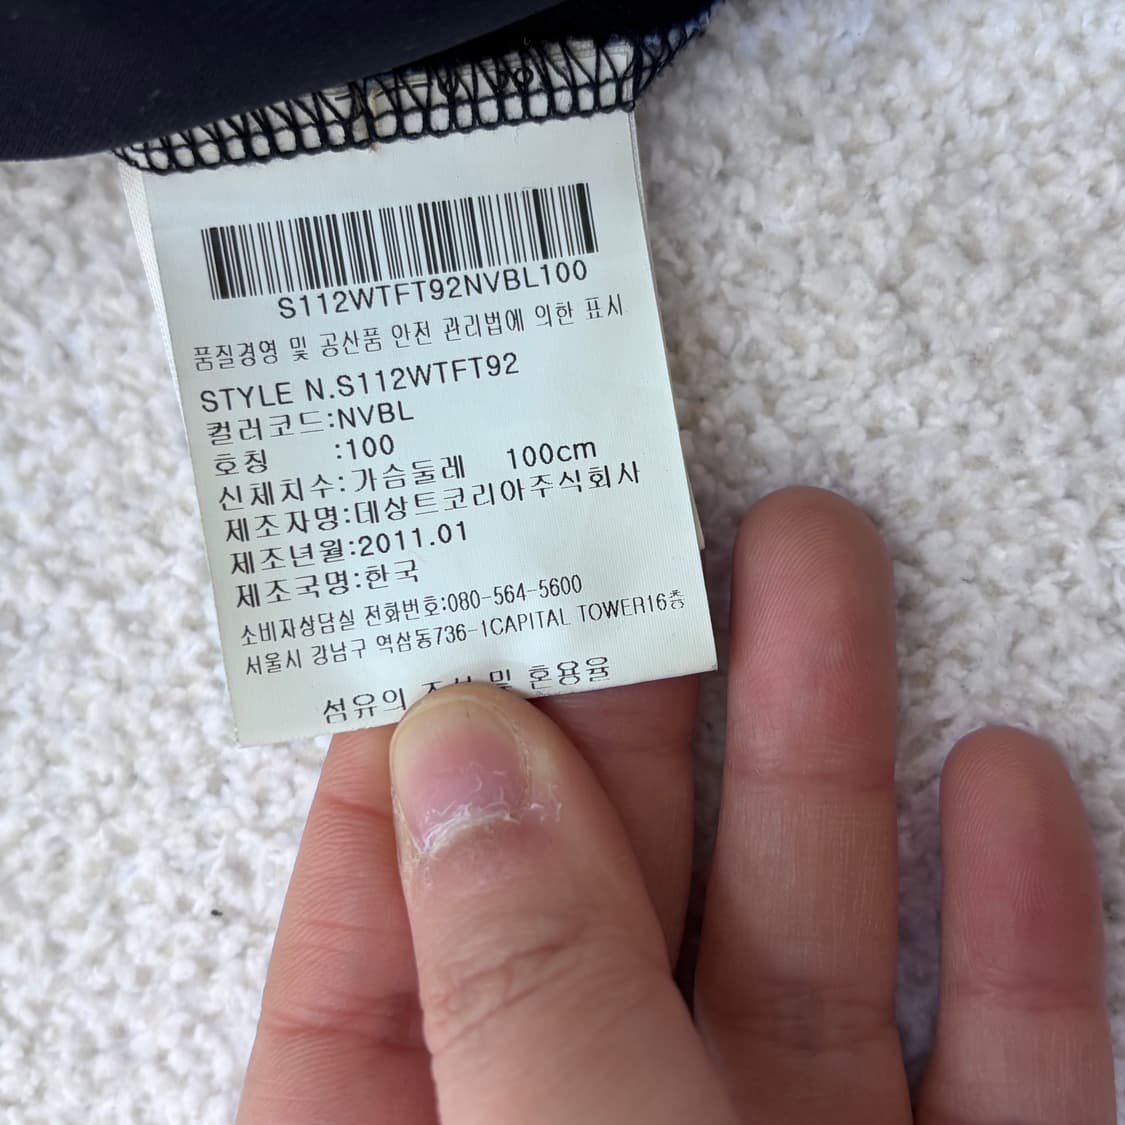 S112WTFT92NVBL100
품질경영 및 공산품 안전 관리법에 의한 표시
STYLE N.S112WTFT92
컬러코드:NVBL
호칭 :100
신체치수:가슴둘레 100cm
제조자명:데상트코리아주식회사
제조년월:2011.01
제조국명:한국
소비자상담실 전화번호:080-564-5600
서울시 강남구 역삼동736-1CAPITAL TOWER16층
섬유의 및 혼용율